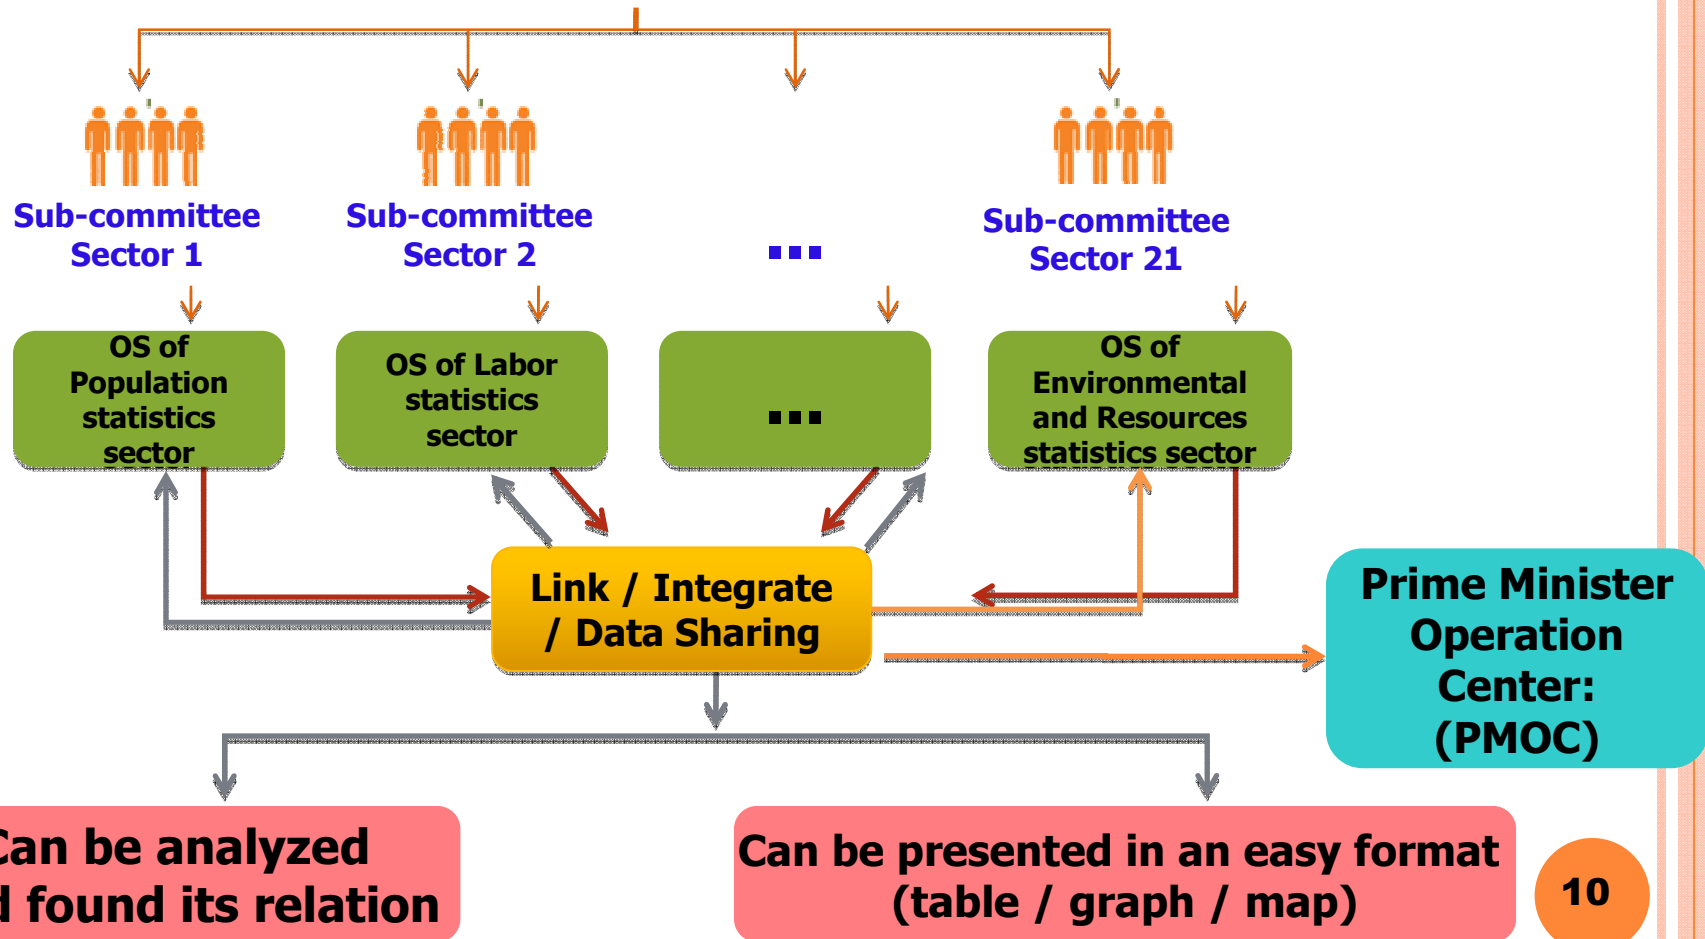 Sub-committee
Sector 1
Sub-committee
Sector 2
...
Sub-committee
Sector 21
OS of
Population
statistics
sector
OS of Labor
statistics
sector
...
OS of
Environmental
and Resources
statistics sector
Link / Integrate
/ Data Sharing
Prime Minister
Operation
Center:
(PMOC)
Can be analyzed
d found its relation
Can be presented in an easy format
(table / graph / map)
10